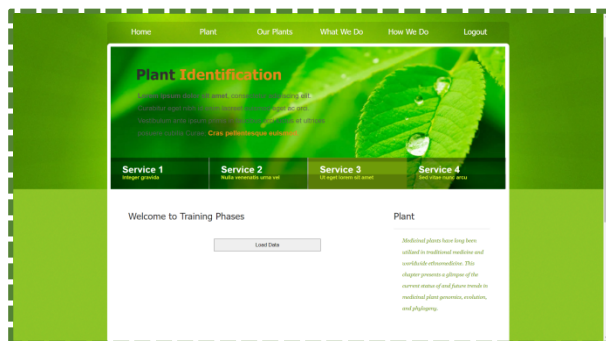 Home Plant Our Plants What We Do How We Do Logout
Plant Identification
amet,
elit.
Cras pellentesque
Service 1 Service 2 Service 3 Service 4
Integer gravida Nulla venenatis urna vel Ut eget lorem sit amet Sed vitae nunc arcu
Welcome to Training Phases
Load Data
Plant
Medicinal plants have long been
utilized in traditional medicine and
worldwide ethnomedicine. This
chapter presents a glimpse of the
current status of and future trends in
medicinal plant genomics, evolution,
and phylogeny.